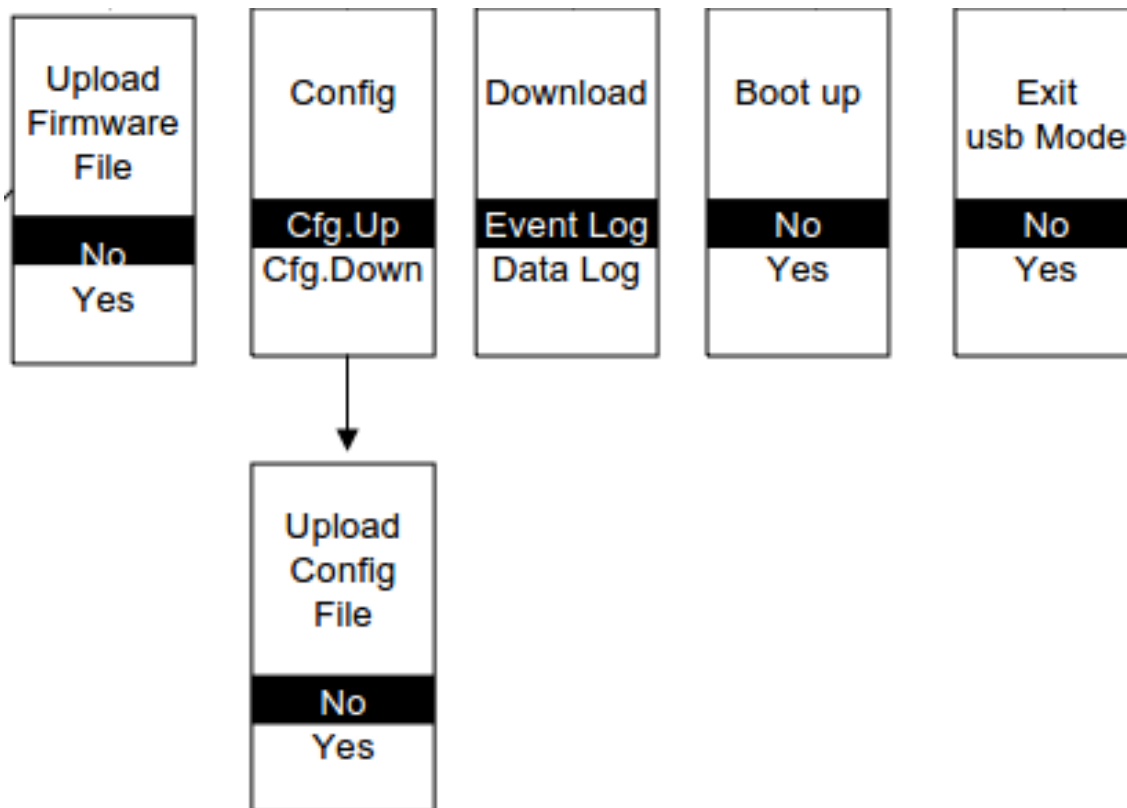 Upload
Firmware
File
No
Yes
Config
Cfg.Up
Cfg.Down
Download
Event Log
Data Log
Boot up
No
Yes
Exit
usb Mode
No
Yes
Upload
Config
File
No
Yes